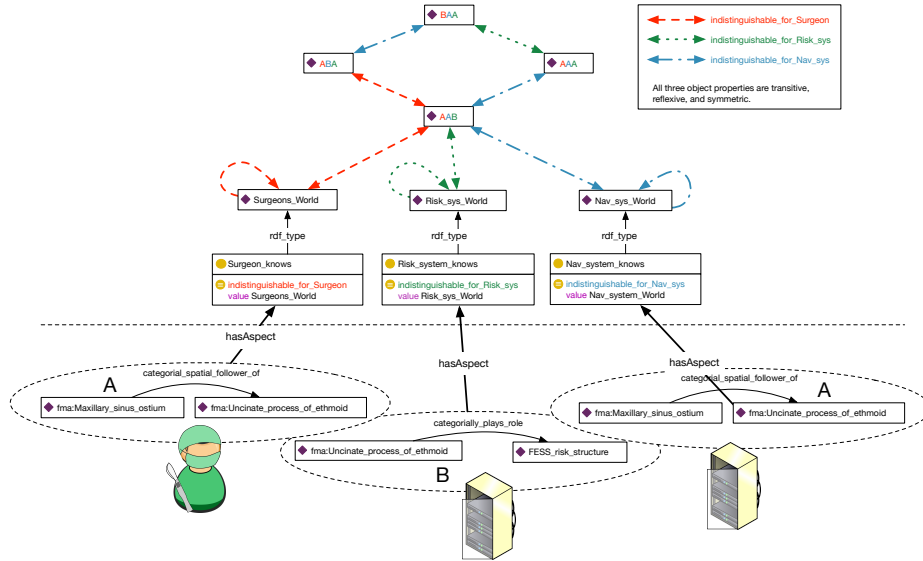 BAA
indistinguishable_for_Surgeon
indistinguishable_for_Risk_sys
indistinguishable_for_Nav_sys
All three object properties are transitive,
reflexive, and symmetric.
ABA
AAA
AAB
Surgeons_World
Risk_sys_World
Nav_sys_World
rdf_type
rdf_type
rdf_type
Surgeon_knows
indistinguishable_for_Surgeon
value Surgeons_World
Risk_system_knows
indistinguishable_for_Risk_sys
value Risk_sys_World
Nav_system_knows
indistinguishable_for_Nav_sys
value Nav_system_World
hasAspect
hasAspect
hasAspect
A
categorial_spatial_follower_of
fma:Maxillary_sinus_ostium
fma:Uncinate_process_of_ethmoid
categorial_spatial_follower_of
A
fma:Maxillary_sinus_ostium
fma:Uncinate_process_of_ethmoid
categorially_plays_role
fma:Uncinate_process_of_ethmoid
FESS_risk_structure
B